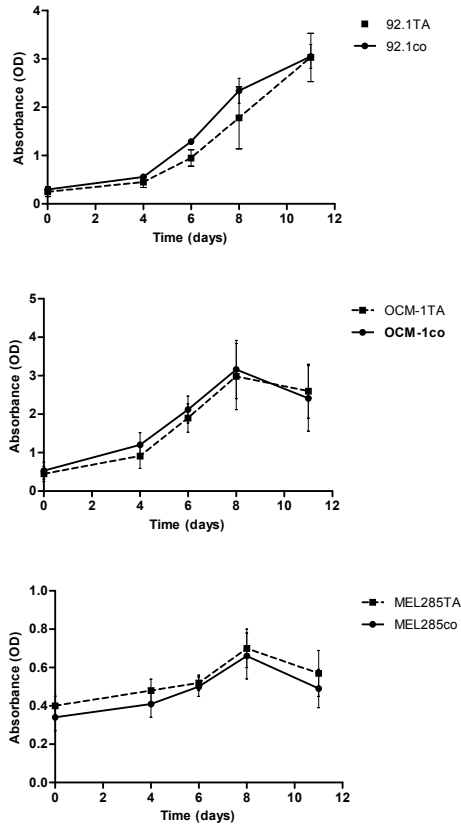 4
3
2
1
0
Absorbance (OD)
0 2 4 6 8 10 12
Time (days)
92.1TA
92.1co
5
4
3
2
1
0
Absorbance (OD)
0 2 4 6 8 10 12
Time (days)
OCM-1TA
OCM-1co
1.0
0.8
0.6
0.4
0.2
0.0
Absorbance (OD)
0 2 4 6 8 10 12
Time (days)
MEL285TA
MEL285co